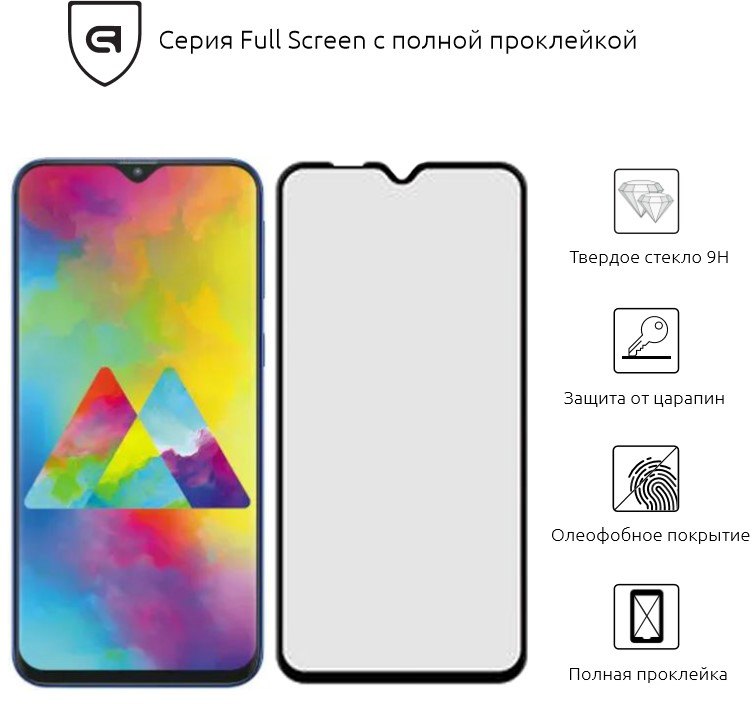 Серия Full Screen с полной проклейкой
Твердое стекло 9H
Защита от царапин
Олеофобное покрытие
Полная проклейка